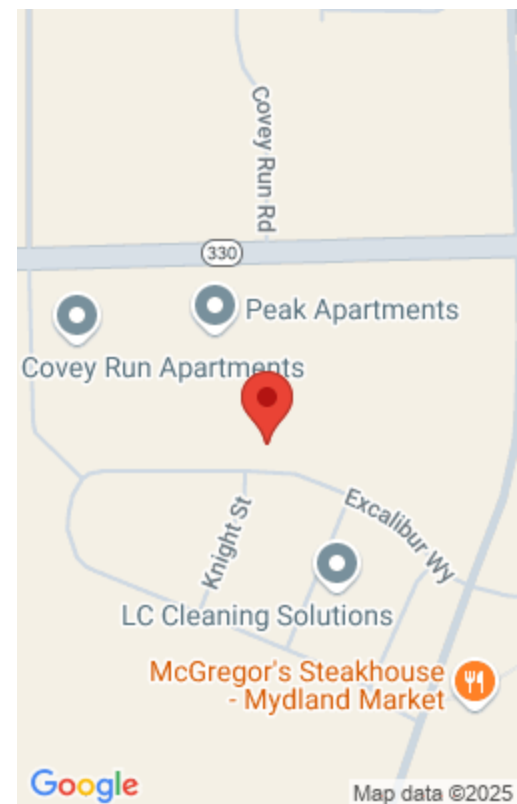 Covey Run Rd
330
Peak Apartments
Covey Run Apartments
Knight St
Excalibur Wy
LC Cleaning Solutions
McGregor's Steakhouse
- Mydland Market
Google
Map data ©2025